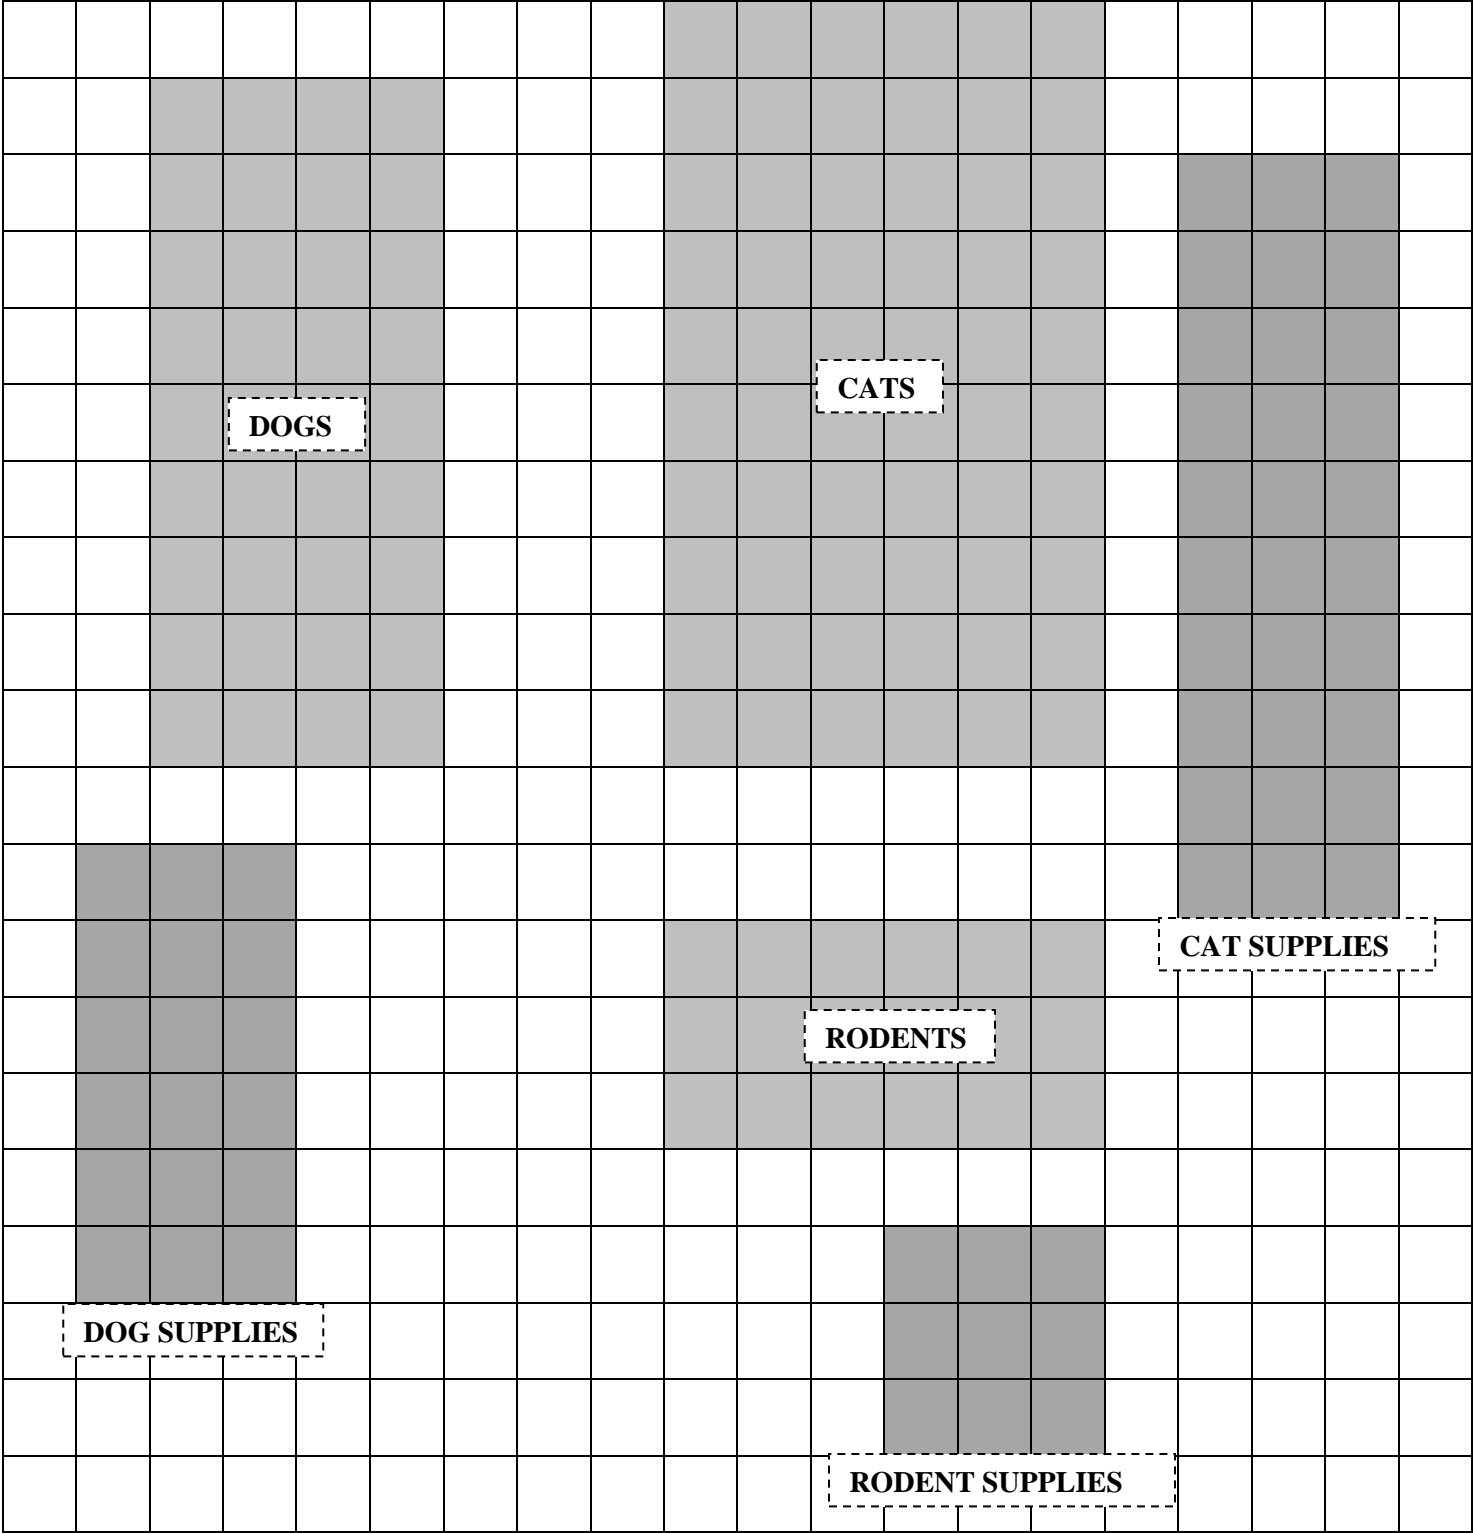 CATS
DOGS
CAT SUPPLIES
RODENTS
DOG SUPPLIES
RODENT SUPPLIES